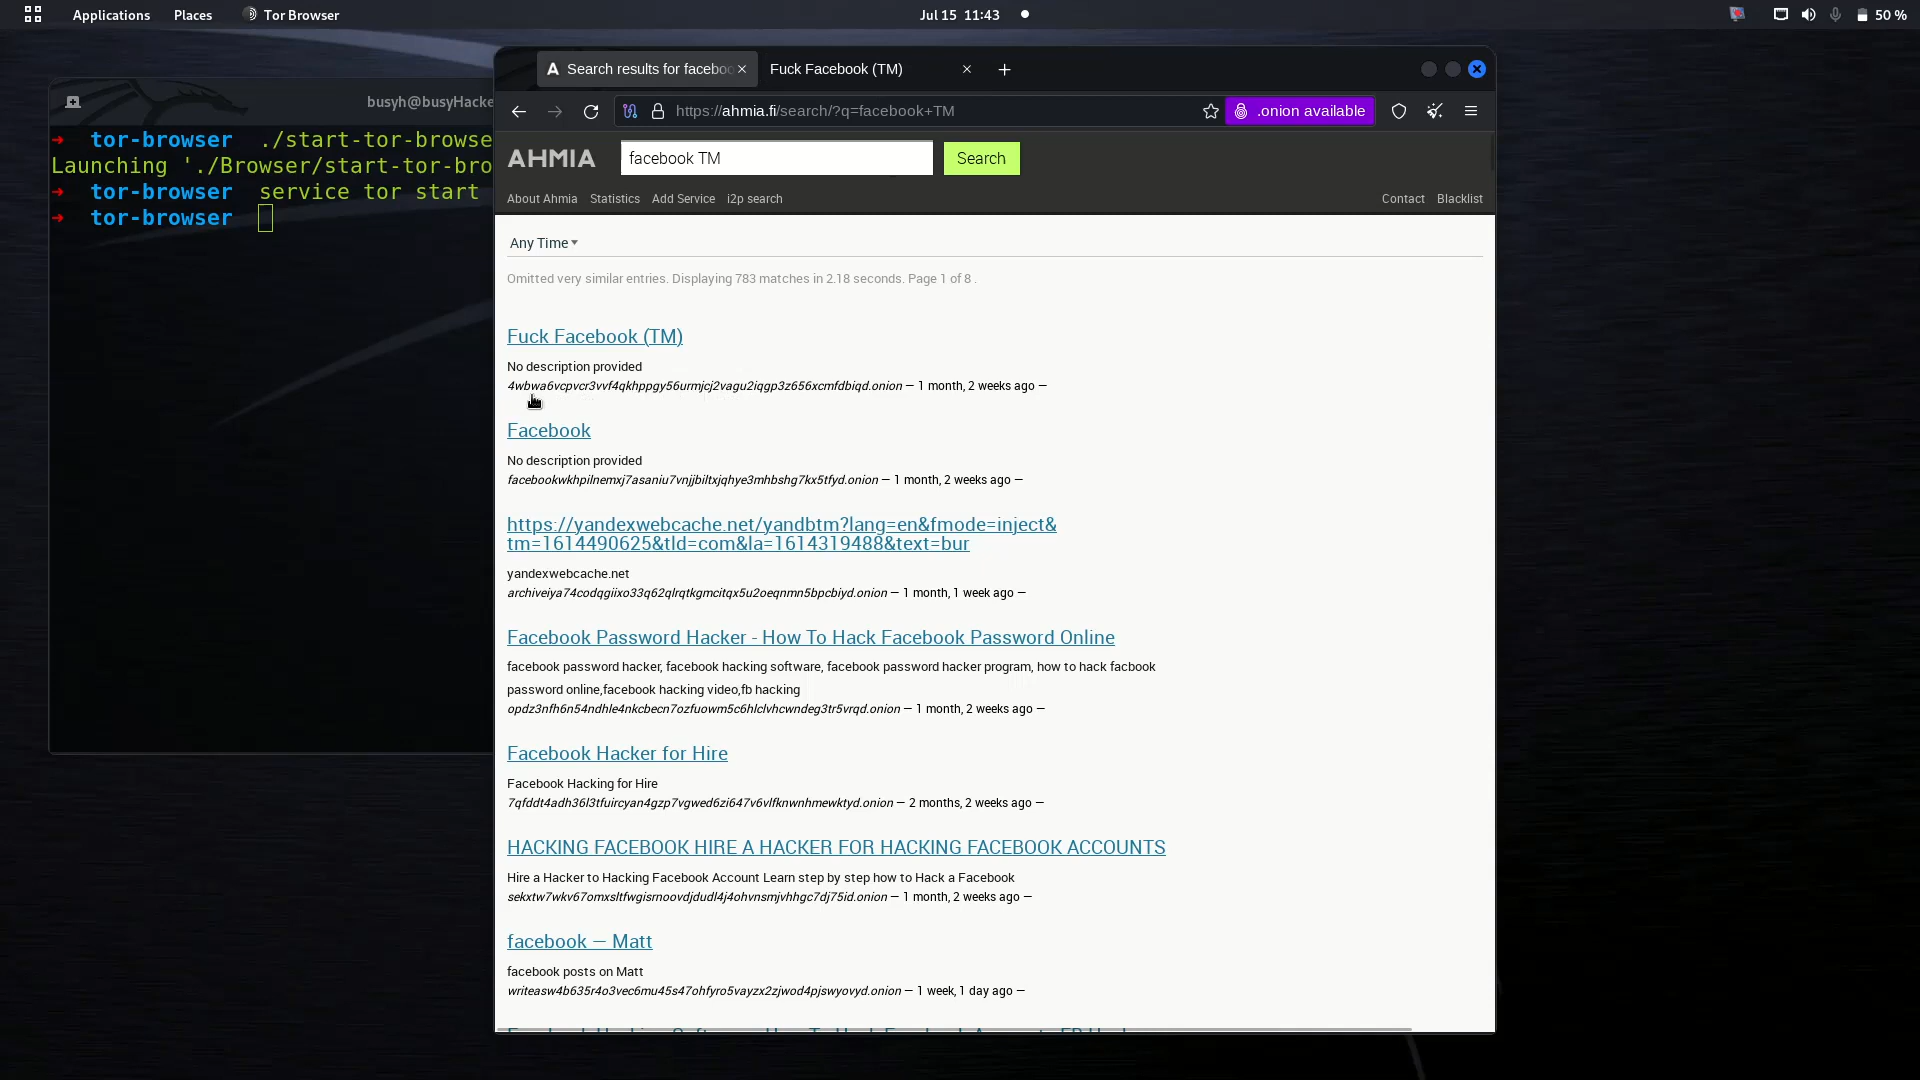 Applications Places Tor Browser Jul 15 11:43 50 %
busyh@busyHacke
➜ tor-browser ./start-tor-browse
Launching './Browser/start-tor-bro
➜ tor-browser service tor start
➜ tor-browser
Search results for faceboo Fuck Facebook (TM)
https://ahmia.fi/search/?q=facebook+TM .onion available
AHMIA facebook TM Search
About Ahmia Statistics Add Service i2p search Contact Blacklist
Any Time
Omitted very similar entries. Displaying 783 matches in 2.18 seconds. Page 1 of 8 .
Fuck Facebook (TM)
No description provided
4wbwa6vcpvcr3vvf4qkhppgy56urmjcj2vagu2iqgp3z656xcmfdbiqd.onion — 1 month, 2 weeks ago —
Facebook
No description provided
facebookwkhpilnemxj7asaniu7vnjjbiltxjqhye3mhbshg7kx5tfyd.onion — 1 month, 2 weeks ago —
https://yandexwebcache.net/yandbtm?lang=en&fmode=inject&
tm=1614490625&tld=com&la=1614319488&text=bur
yandexwebcache.net
archiveiya74codqgiixo33q62qlrqtkgmcitqx5u2oeqnmn5bpcbiyd.onion — 1 month, 1 week ago —
Facebook Password Hacker - How To Hack Facebook Password Online
facebook password hacker, facebook hacking software, facebook password hacker program, how to hack facbook
password online,facebook hacking video,fb hacking
opdz3nfh6n54ndhle4nkcbecn7ozfuowm5c6hlclvhcwndeg3tr5vrqd.onion — 1 month, 2 weeks ago —
Facebook Hacker for Hire
Facebook Hacking for Hire
7qfddt4adh36l3tfuircyan4gzp7vgwed6zi647v6vlfknwnhmewktyd.onion — 2 months, 2 weeks ago —
HACKING FACEBOOK HIRE A HACKER FOR HACKING FACEBOOK ACCOUNTS
Hire a Hacker to Hacking Facebook Account Learn step by step how to Hack a Facebook
sekxtw7wkv67omxsltfwgisrnoovdjdudl4j4ohvnsmjvhhgc7dj75id.onion — 1 month, 2 weeks ago —
facebook — Matt
facebook posts on Matt
writeasw4b635r4o3vec6mu45s47ohfyro5vayzx2zjwod4pjswyovyd.onion — 1 week, 1 day ago —